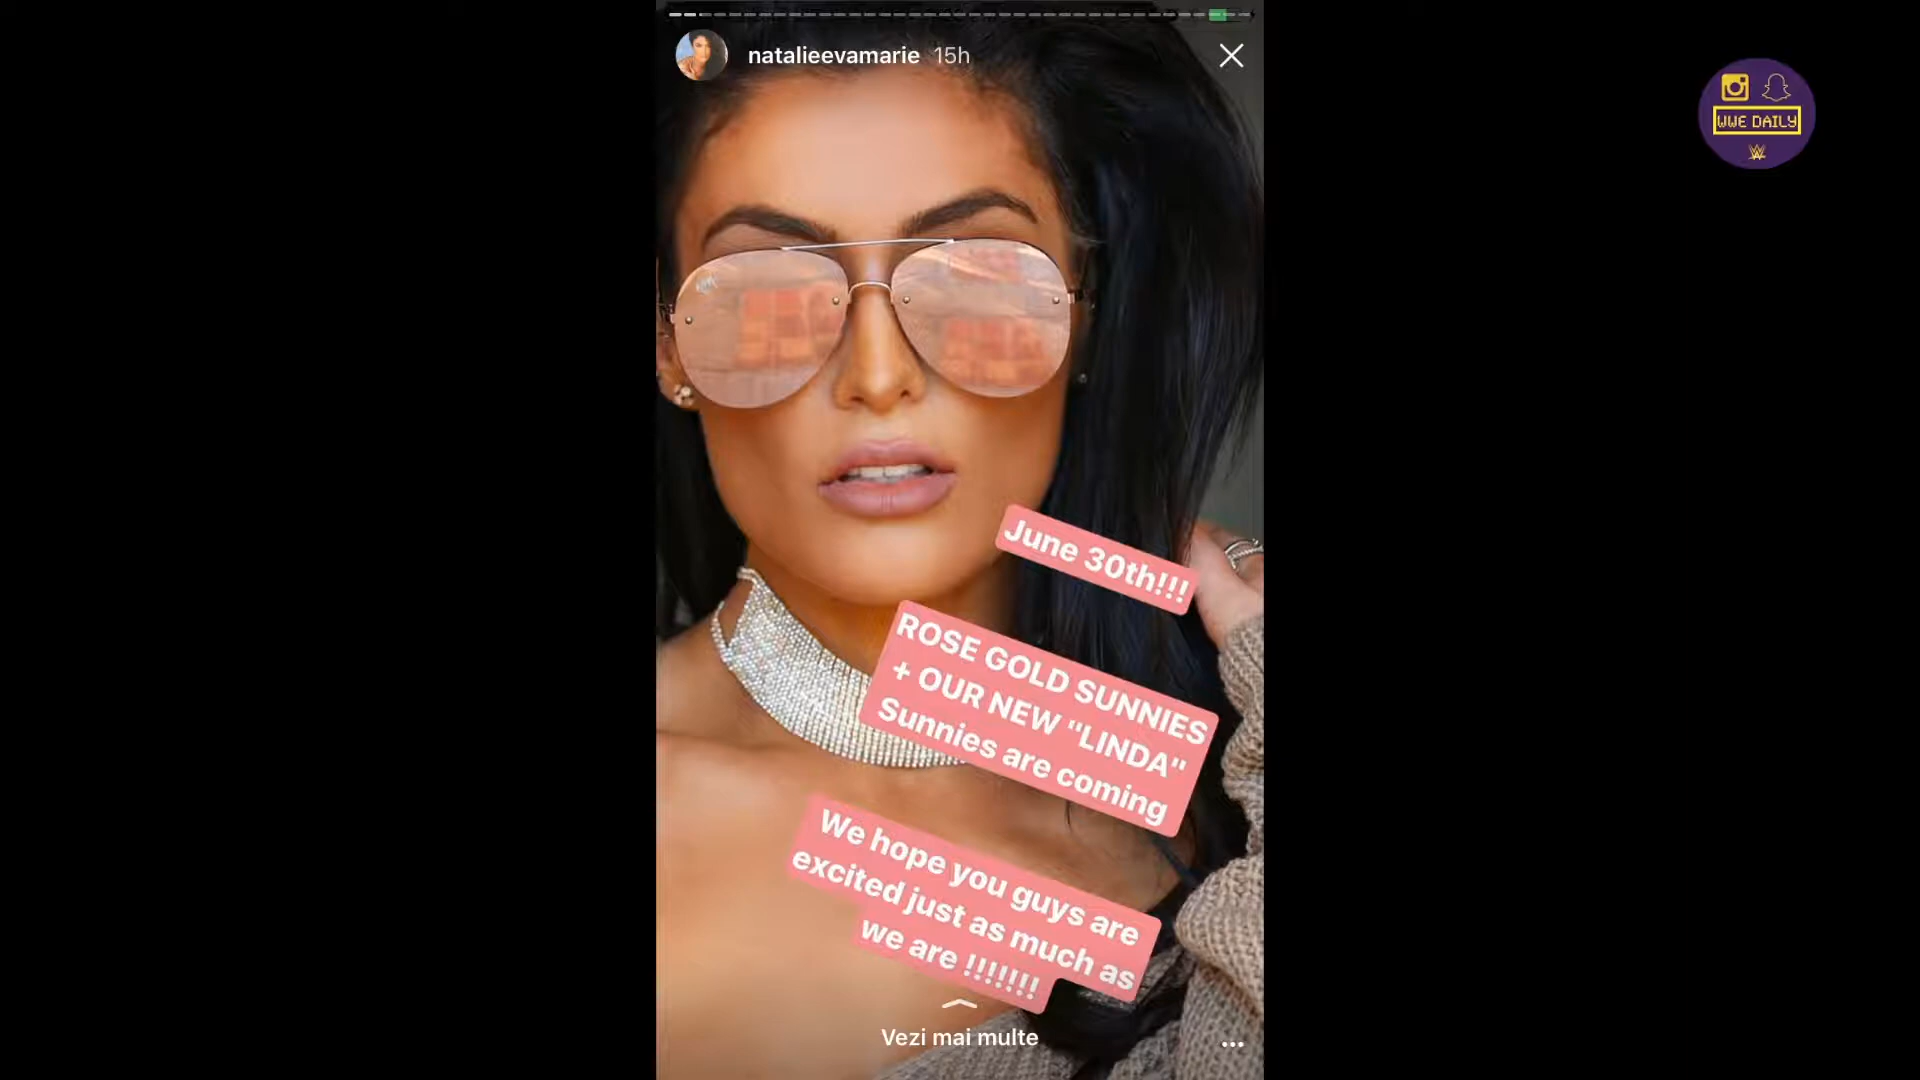 natalieevamarie 15h
WWE DAILY
June 30th!!!
ROSE GOLD SUNNIES
+ OUR NEW "LINDA"
Sunnies are coming
We hope you guys are
excited just as much as
we are !!!!!!!
Vezi mai multe